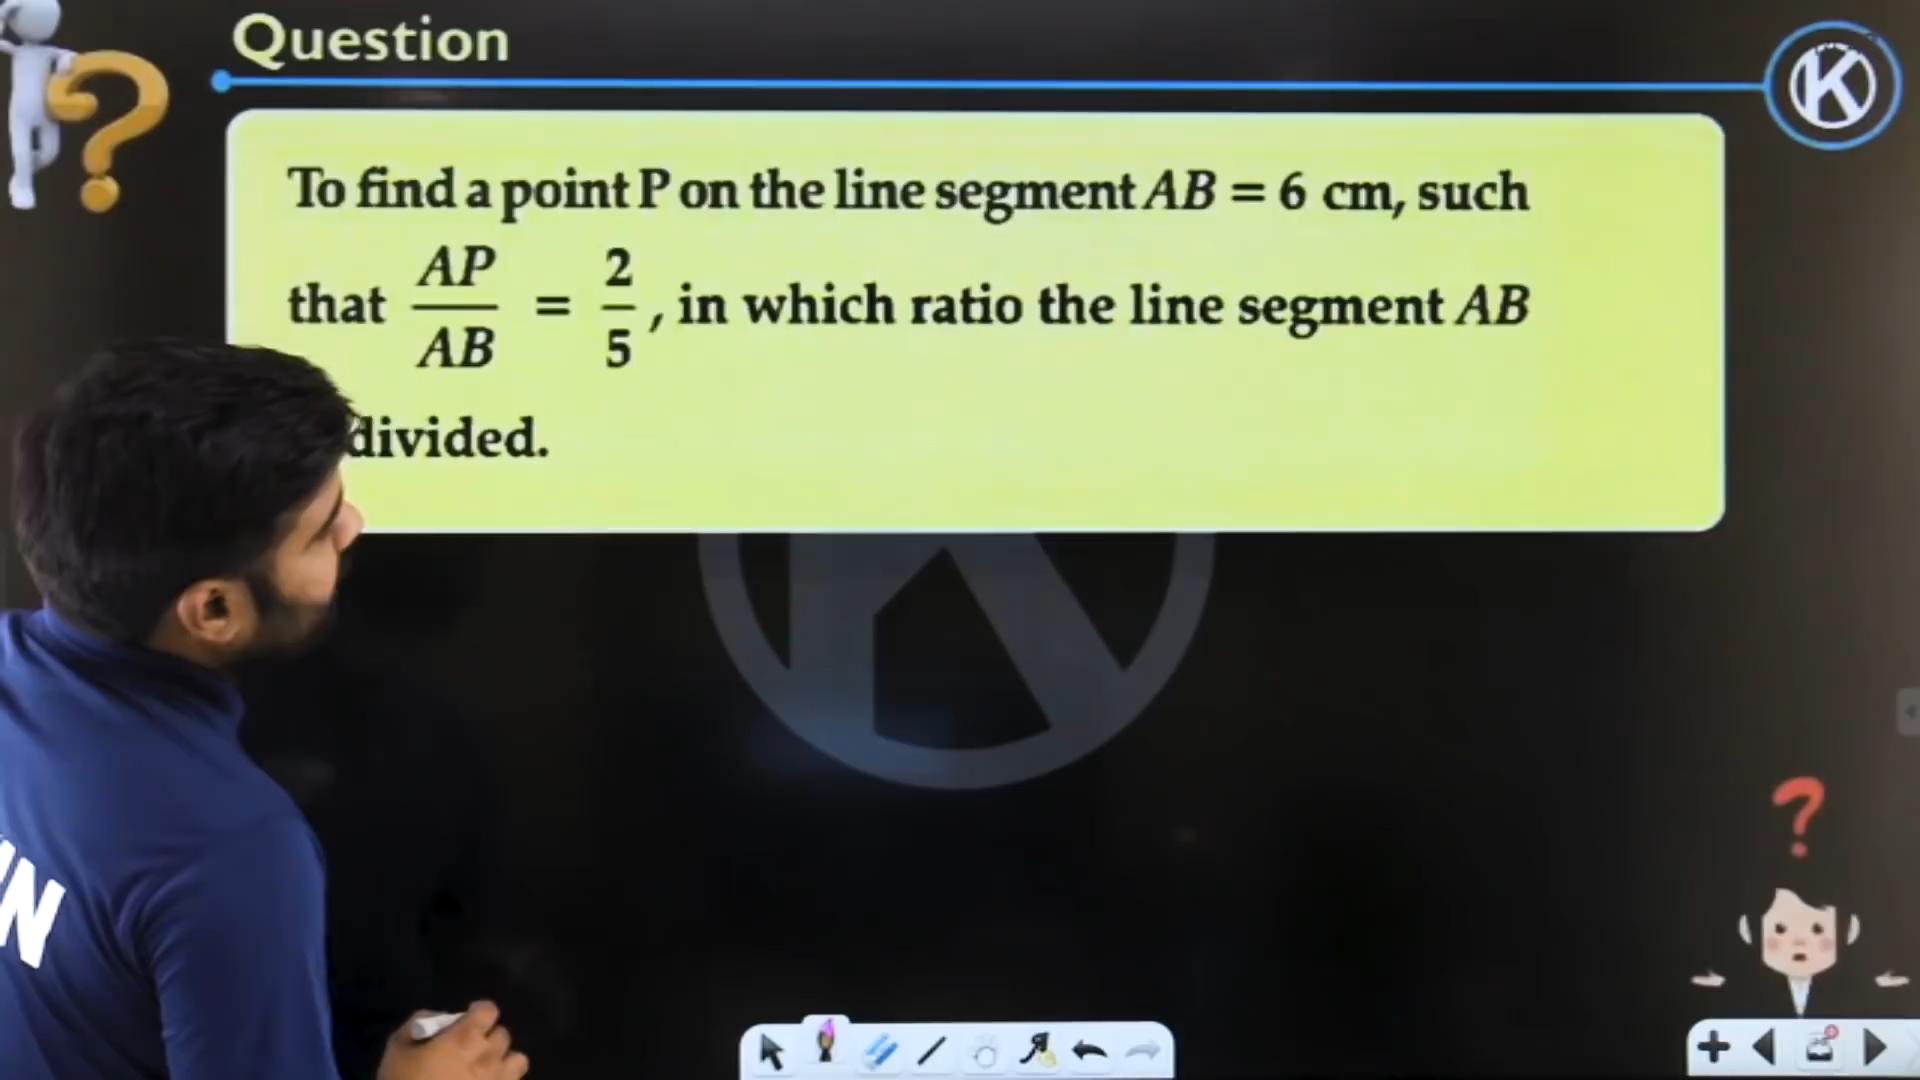 Question
To find a point P on the line segment AB = 6 cm, such
that AP/AB = 2/5, in which ratio the line segment AB
divided.
K
N